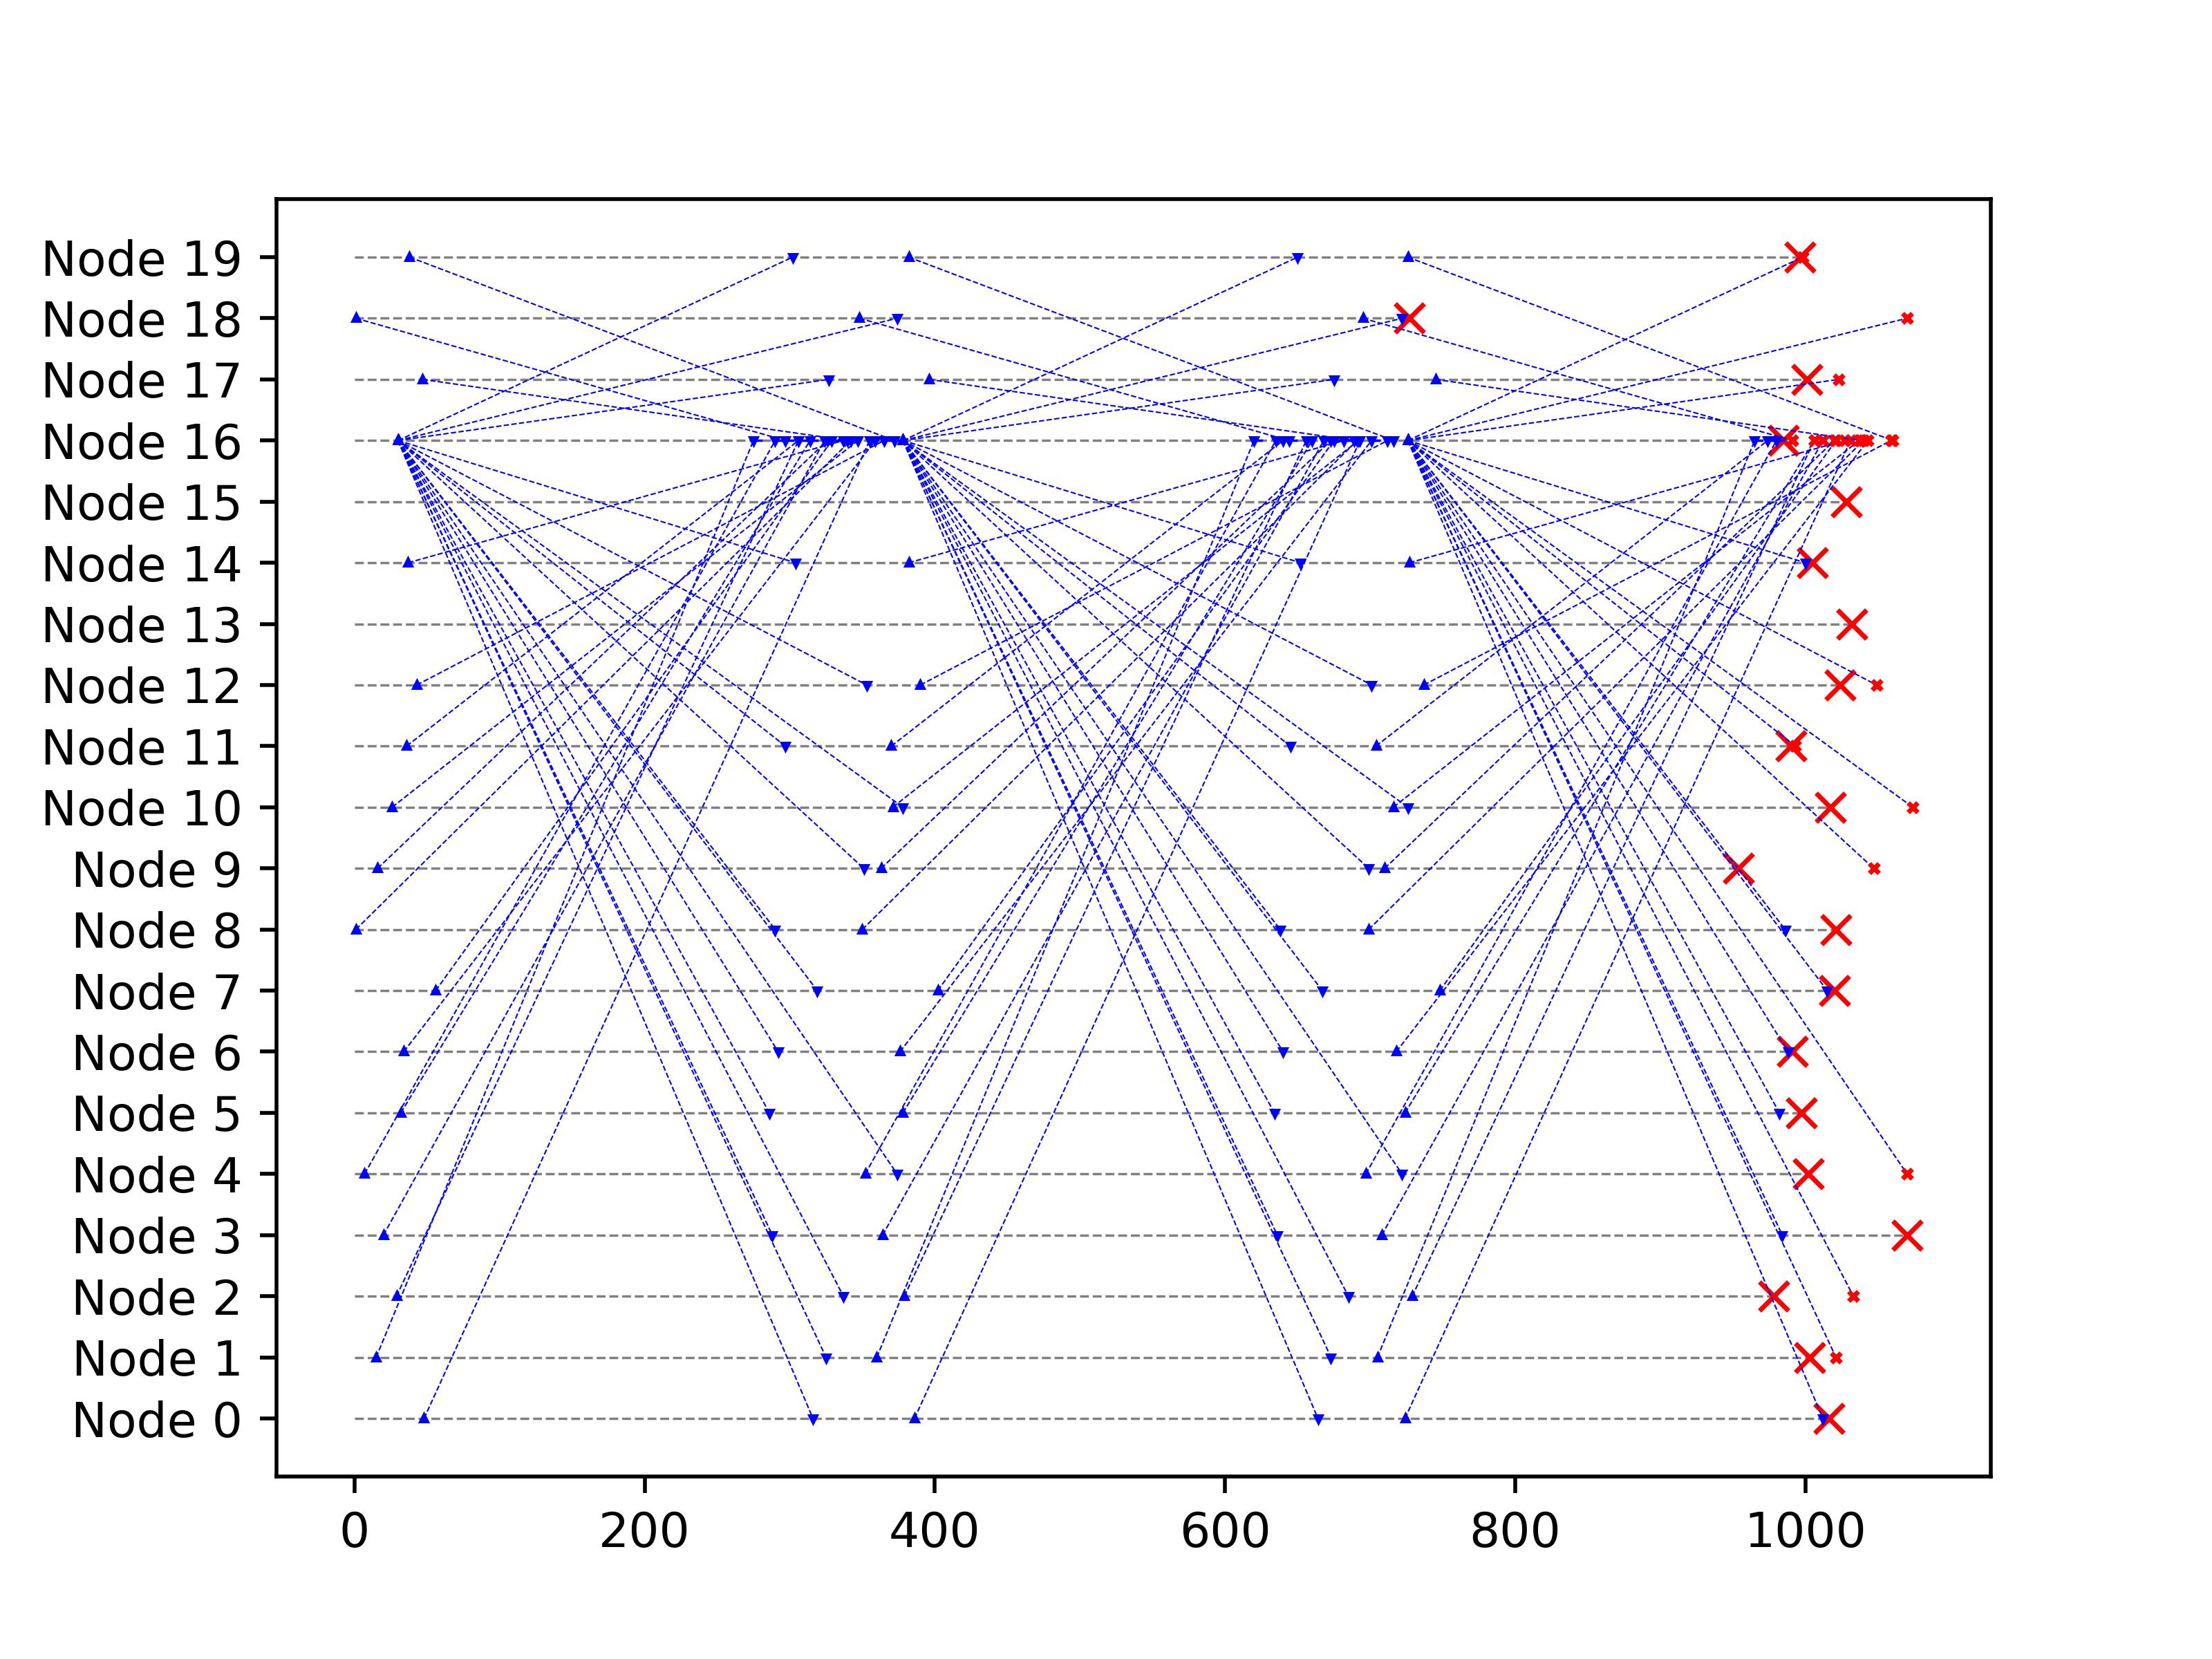 Node 19
Node 18
Node 17
Node 16
Node 15
Node 14
Node 13
Node 12
Node 11
Node 10
Node 9
Node 8
Node 7
Node 6
Node 5
Node 4
Node 3
Node 2
Node 1
Node 0
0 200 400 600 800 1000